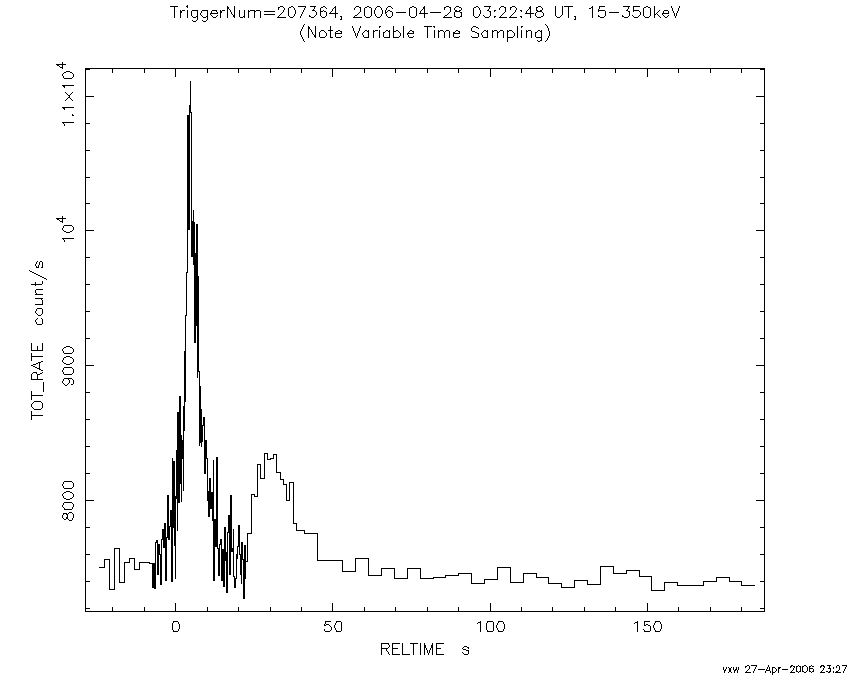 TriggerNum=207364, 2006-04-28 03:22:48 UT, 15-350keV
(Note Variable Time Sampling)
1.1×10⁴
10⁴
9000
8000
TOT_RATE count/s
0 50 100 150
RELTIME s
vxw 27-Apr-2006 23:27